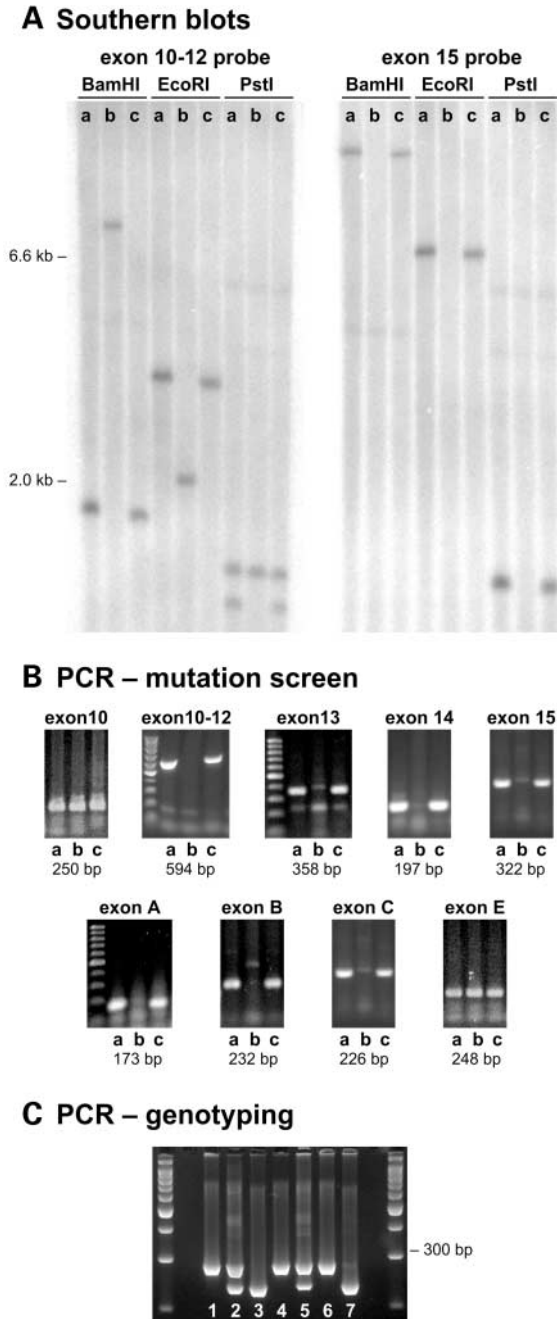 A Southern blots
exon 10-12 probe
exon 15 probe
BamHI EcoRI PstI
BamHI EcoRI PstI
a b c a b c a b c
a b c a b c a b c
6.6 kb –
2.0 kb –
B PCR – mutation screen
exon10 exon10-12 exon13 exon 14 exon 15
a b c a b c a b c a b c a b c
250 bp 594 bp 358 bp 197 bp 322 bp
exon A exon B exon C exon E
a b c a b c a b c a b c
173 bp 232 bp 226 bp 248 bp
C PCR – genotyping
– 300 bp
1 2 3 4 5 6 7